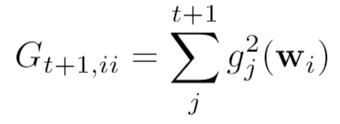 $G_{t+1,ii} = \sum_{j}^{t+1} g_j^2(\mathbf{w}_i)$